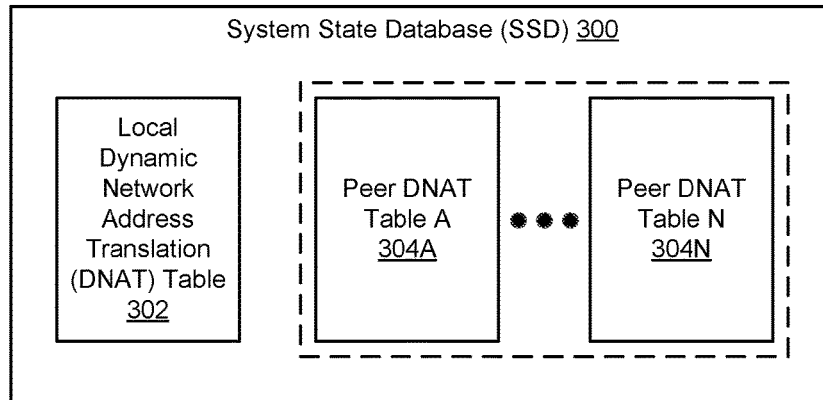 System State Database (SSD) 300
Local
Dynamic
Network
Address
Translation
(DNAT) Table
302
Peer DNAT
Table A
304A
Peer DNAT
Table N
304N